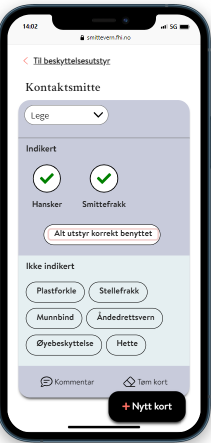 14:02
5G
smittevern.fhi.no
Til beskyttelsesutstyr
Kontaktsmitte
Lege
Indikert
Hansker Smittefrakk
Alt utstyr korrekt benyttet
Ikke indikert
Plastforkle Stellefrakk
Munnbind Åndedrettsvern
Øyebeskyttelse Hette
Kommentar Tøm kort
+ Nytt kort